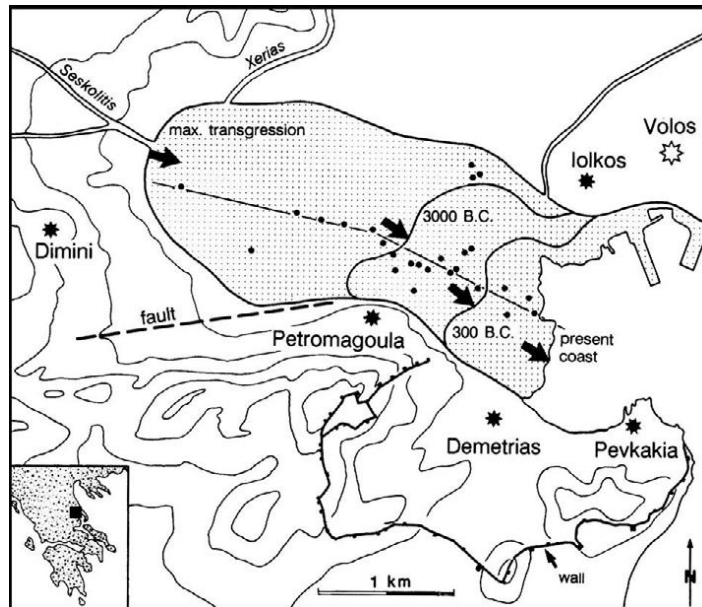 Xerias
Seskolitis
max. transgression
Volos
Iolkos
3000 B.C.
Dimini
fault
300 B.C.
Petromagoula
present
coast
Demetrias
Pevkakia
1 km
wall
N